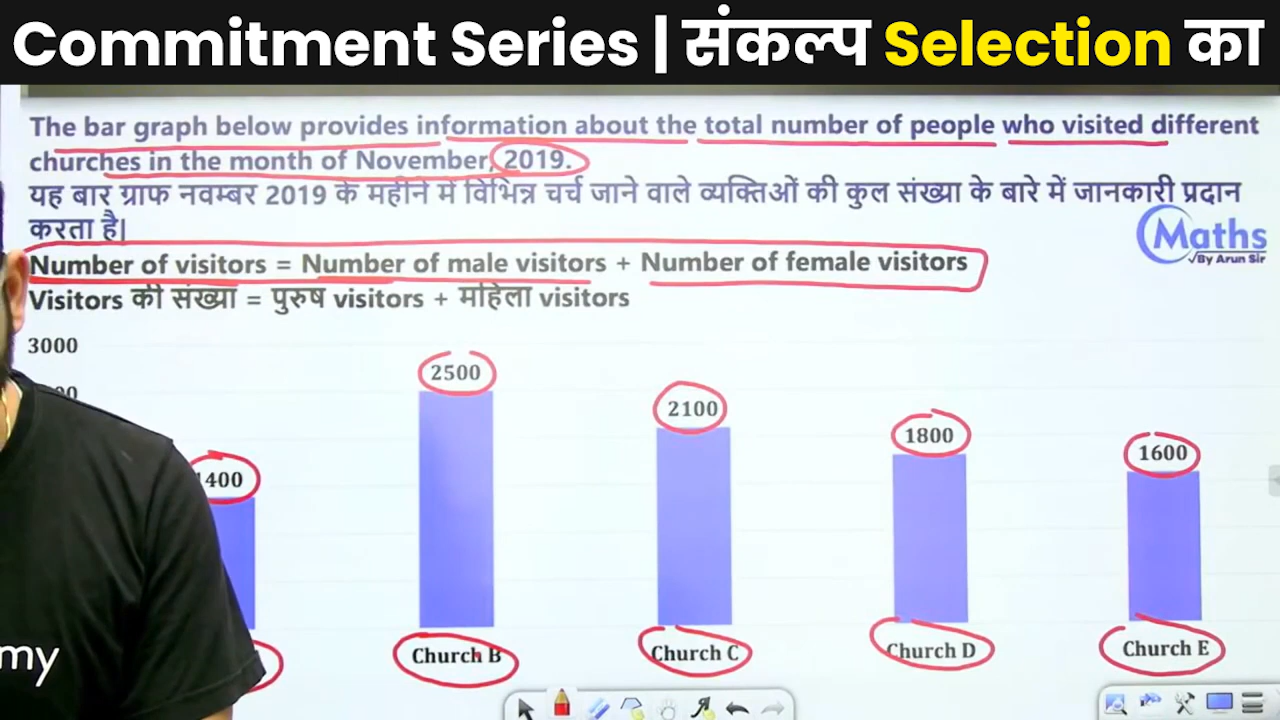 Commitment Series | संकल्प Selection का
The bar graph below provides information about the total number of people who visited different
churches in the month of November, 2019.
यह बार ग्राफ नवम्बर 2019 के महीने में विभिन्न चर्च जाने वाले व्यक्तिओं की कुल संख्या के बारे में जानकारी प्रदान
करता है|
Maths
√By Arun Sir
Number of visitors = Number of male visitors + Number of female visitors
Visitors की संख्या = पुरुष visitors + महिला visitors
3000
2500
2100
1800
1600
400
Church B
Church C
Church D
Church E
my